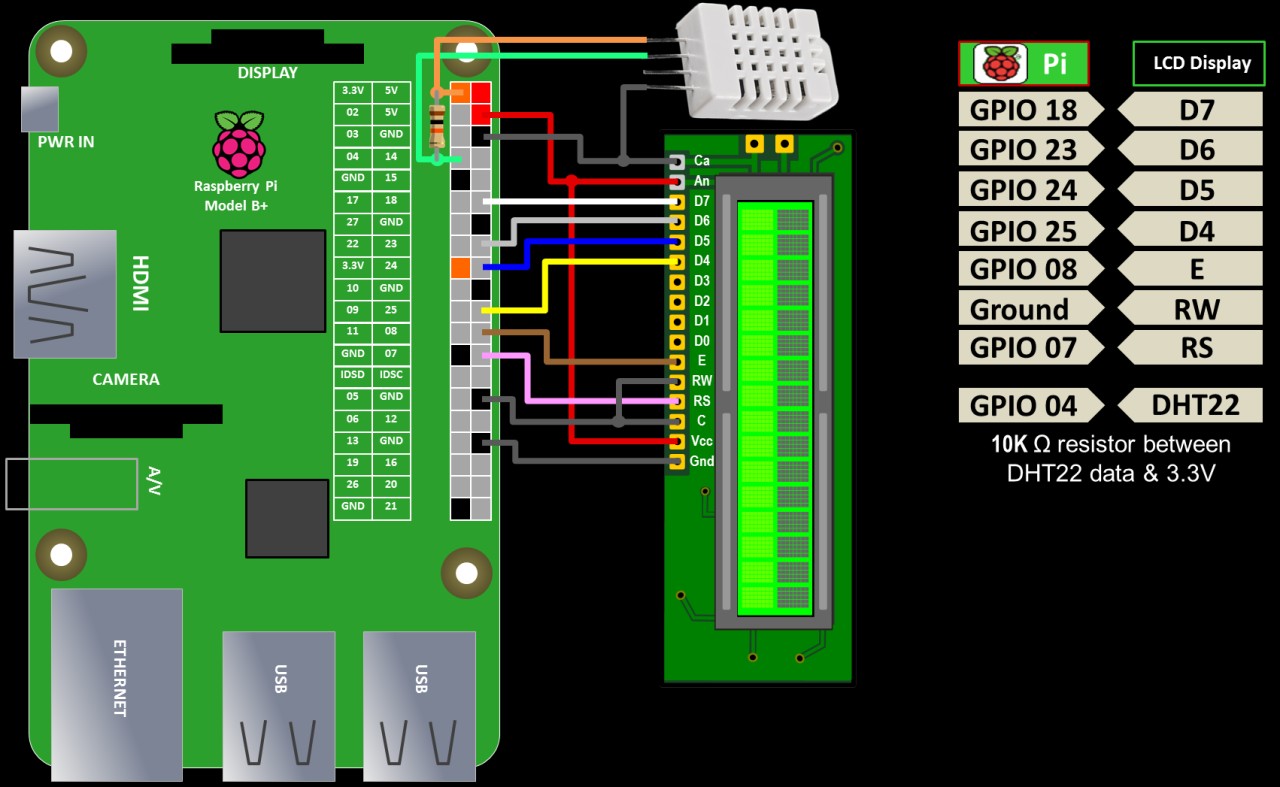 DISPLAY
PWR IN
Raspberry Pi
Model B+
HDMI
CAMERA
A/V
ETHERNET
USB
USB
3.3V 5V
02 5V
03 GND
04 14
GND 15
17 18
27 GND
22 23
3.3V 24
10 GND
09 25
11 08
GND 07
IDSD IDSC
05 GND
06 12
13 GND
19 16
26 20
GND 21
Ca
An
D7
D6
D5
D4
D3
D2
D1
D0
E
RW
RS
C
Vcc
Gnd
Pi LCD Display
GPIO 18 D7
GPIO 23 D6
GPIO 24 D5
GPIO 25 D4
GPIO 08 E
Ground RW
GPIO 07 RS
GPIO 04 DHT22
10K Ω resistor between
DHT22 data & 3.3V